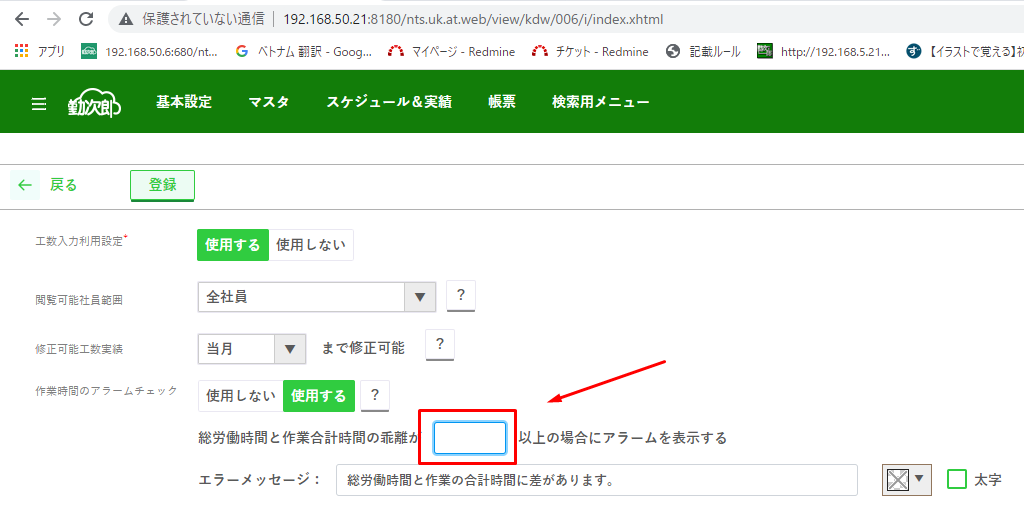 保護されていない通信 192.168.50.21:8180/nts.uk.at.web/view/kdw/006/i/index.xhtml
アプリ 192.168.50.6:680/nt... ベトナム 翻訳 - Goog... マイページ - Redmine チケット - Redmine 記載ルール http://192.168.5.21... 【イラストで覚える】初
勤次郎 基本設定 マスタ スケジュール＆実績 帳票 検索用メニュー
戻る 登録
工数入力利用設定* 使用する 使用しない
閲覧可能社員範囲 全社員 ?
修正可能工数実績 当月 まで修正可能 ?
作業時間のアラームチェック 使用しない 使用する ?
総労働時間と作業合計時間の乖離が 以上の場合にアラームを表示する
エラーメッセージ： 総労働時間と作業の合計時間に差があります。 太字